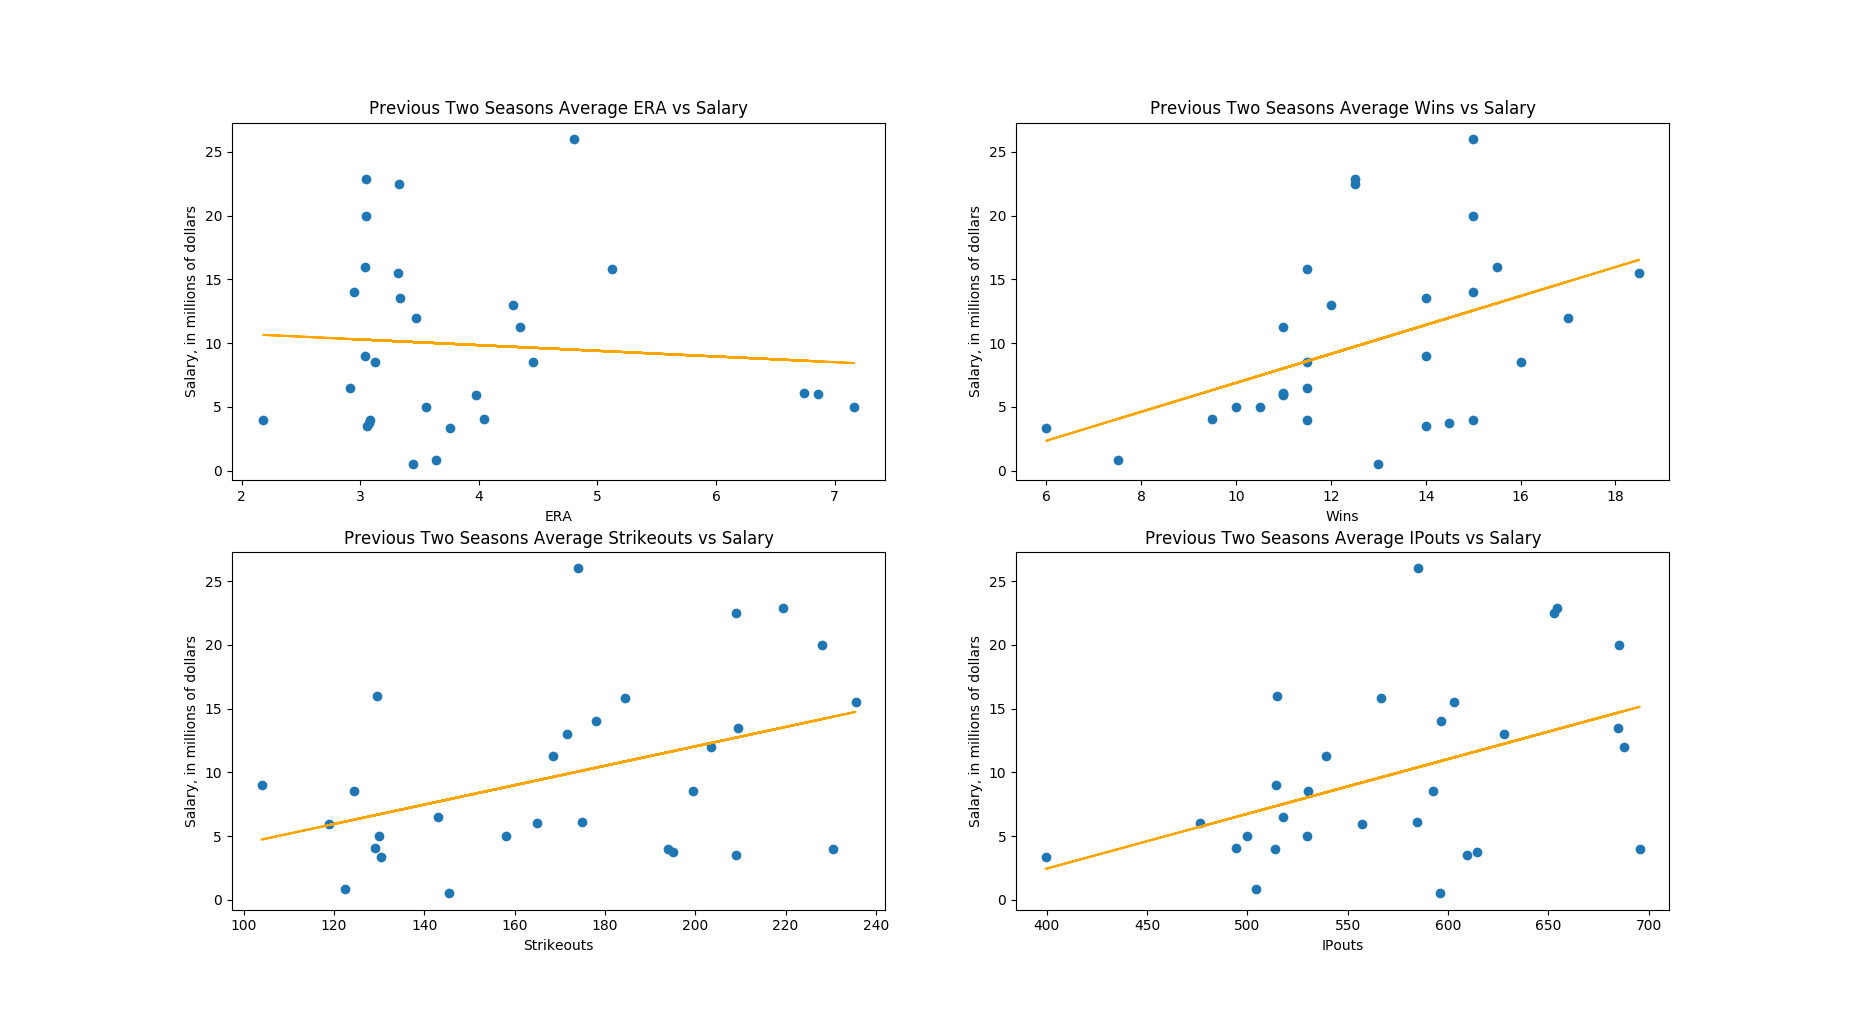 Previous Two Seasons Average ERA vs Salary
Salary, in millions of dollars
25
20
15
10
5
0
2 3 4 5 6 7
ERA
Previous Two Seasons Average Wins vs Salary
Salary, in millions of dollars
25
20
15
10
5
0
6 8 10 12 14 16 18
Wins
Previous Two Seasons Average Strikeouts vs Salary
Salary, in millions of dollars
25
20
15
10
5
0
100 120 140 160 180 200 220 240
Strikeouts
Previous Two Seasons Average IPouts vs Salary
Salary, in millions of dollars
25
20
15
10
5
0
400 450 500 550 600 650 700
IPouts